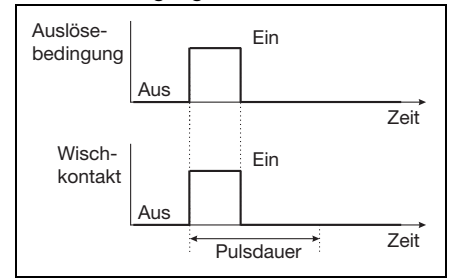 Auslöse-
bedingung
Ein
Aus
Zeit
Wisch-
kontakt
Ein
Aus
Pulsdauer
Zeit